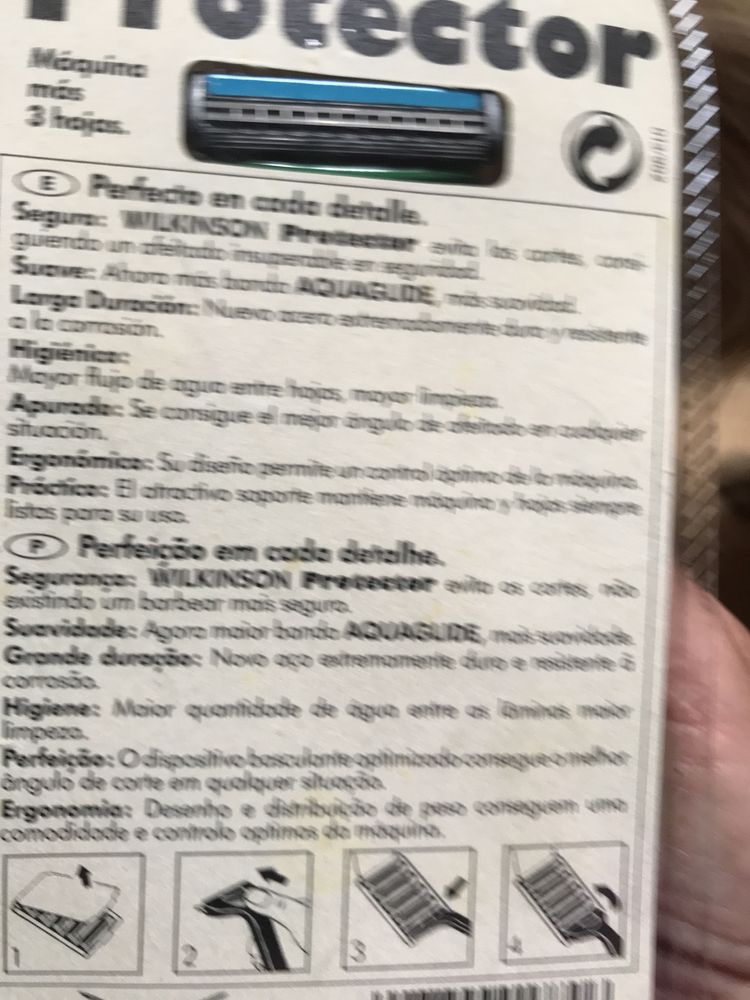 Protector
Máquina
más
3 hojas.
E Perfecto en cada detalle.
Segura: WILKINSON Protector evita los cortes, consi-
guiendo un afeitado insuperable en seguridad.
Suave: Ahora más banda AQUAGLIDE, más suavidad.
Larga Duración: Nuevo acero extremadamente duro y resistente
a la corrosión.
Higiénica:
Mayor flujo de agua entre hojas, mayor limpieza.
Apurada: Se consigue el mejor ángulo de afeitado en cualquier
situación.
Ergonómica: Su diseño permite un control óptimo de la máquina.
Práctica: El atractivo soporte mantiene máquina y hojas siempre
listas para su uso.
P Perfeição em cada detalhe.
Segurança: WILKINSON Protector evita os cortes, não
existindo um barbear mais seguro.
Suavidade: Agora maior banda AQUAGLIDE, mais suavidade.
Grande duração: Novo aço extremamente duro e resistente à
corrosão.
Higiene: Maior quantidade de água entre as lâminas maior
limpeza.
Perfeição: O dispositivo basculante optimizado consegue o melhor
ângulo de corte em qualquer situação.
Ergonomia: Desenho e distribuição de peso conseguem uma
comodidade e controlo optimos da máquina.
1 2 3 4